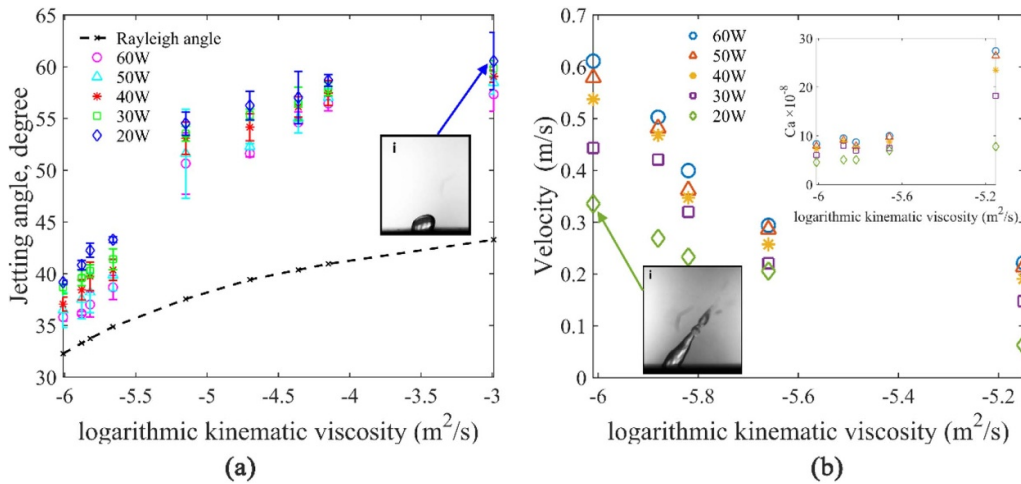 (a)
65
60
55
50
45
40
35
30
Jetting angle, degree
Rayleigh angle
60W
50W
40W
30W
20W
i
-6 -5.5 -5 -4.5 -4 -3.5 -3
logarithmic kinematic viscosity (m²/s)
(a)
(b)
0.7
0.6
0.5
0.4
0.3
0.2
0.1
0
Velocity (m/s)
60W
50W
40W
30W
20W
30
20
10
0
Ca ×10⁻⁸
-6 -5.6 -5.2
logarithmic kinematic viscosity (m²/s)
i
-6 -5.8 -5.6 -5.4 -5.2
logarithmic kinematic viscosity (m²/s)
(b)